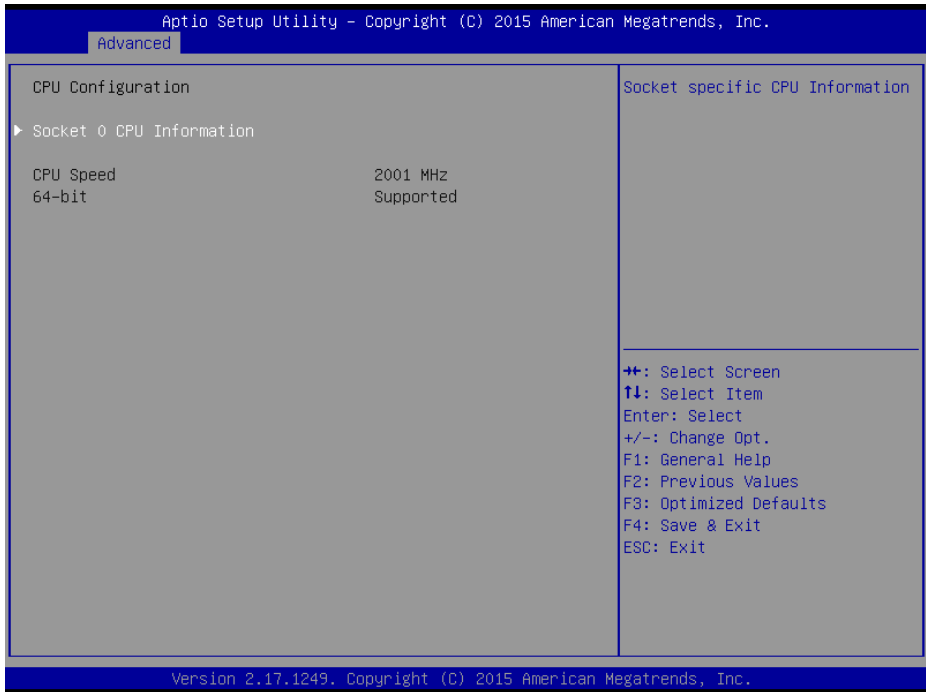 Aptio Setup Utility – Copyright (C) 2015 American Megatrends, Inc.
Advanced
CPU Configuration
Socket 0 CPU Information
CPU Speed 2001 MHz
64-bit Supported
Socket specific CPU Information
→←: Select Screen
↑↓: Select Item
Enter: Select
+/-: Change Opt.
F1: General Help
F2: Previous Values
F3: Optimized Defaults
F4: Save & Exit
ESC: Exit
Version 2.17.1249. Copyright (C) 2015 American Megatrends, Inc.